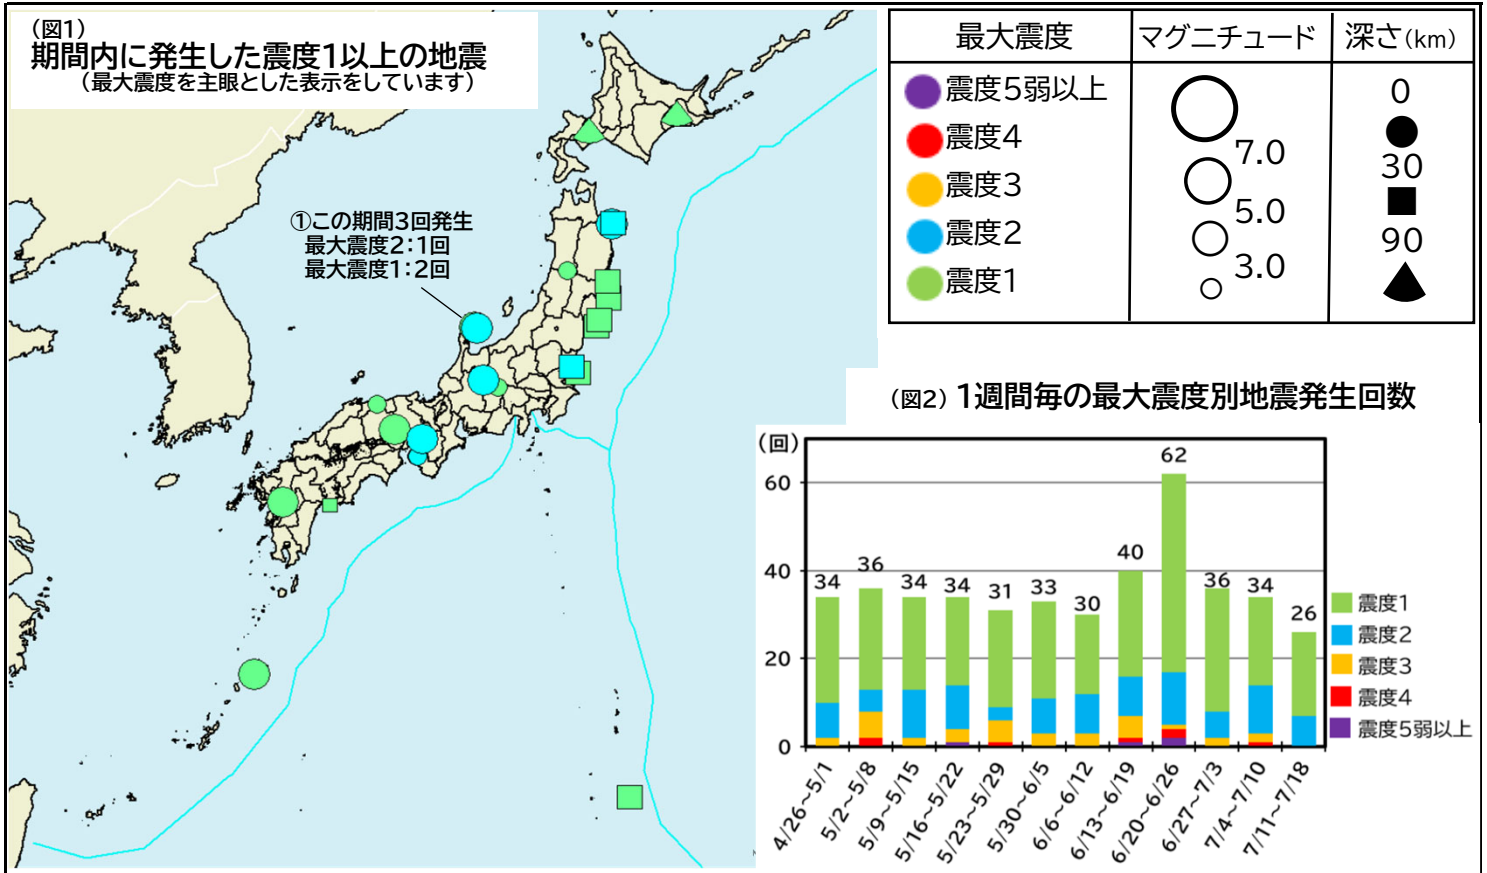 (図1)
期間内に発生した震度1以上の地震
(最大震度を主眼とした表示をしています)
①この期間3回発生
最大震度2:1回
最大震度1:2回
最大震度
マグニチュード
深さ(km)
震度5弱以上
震度4
震度3
震度2
震度1
7.0
5.0
3.0
0
30
90
(図2) 1週間毎の最大震度別地震発生回数
(回)
60
40
20
0
34
36
34
34
31
33
30
40
62
36
34
26
4/26~5/1
5/2~5/8
5/9~5/15
5/16~5/22
5/23~5/29
5/30~6/5
6/6~6/12
6/13~6/19
6/20~6/26
6/27~7/3
7/4~7/10
7/11~7/18
震度1
震度2
震度3
震度4
震度5弱以上